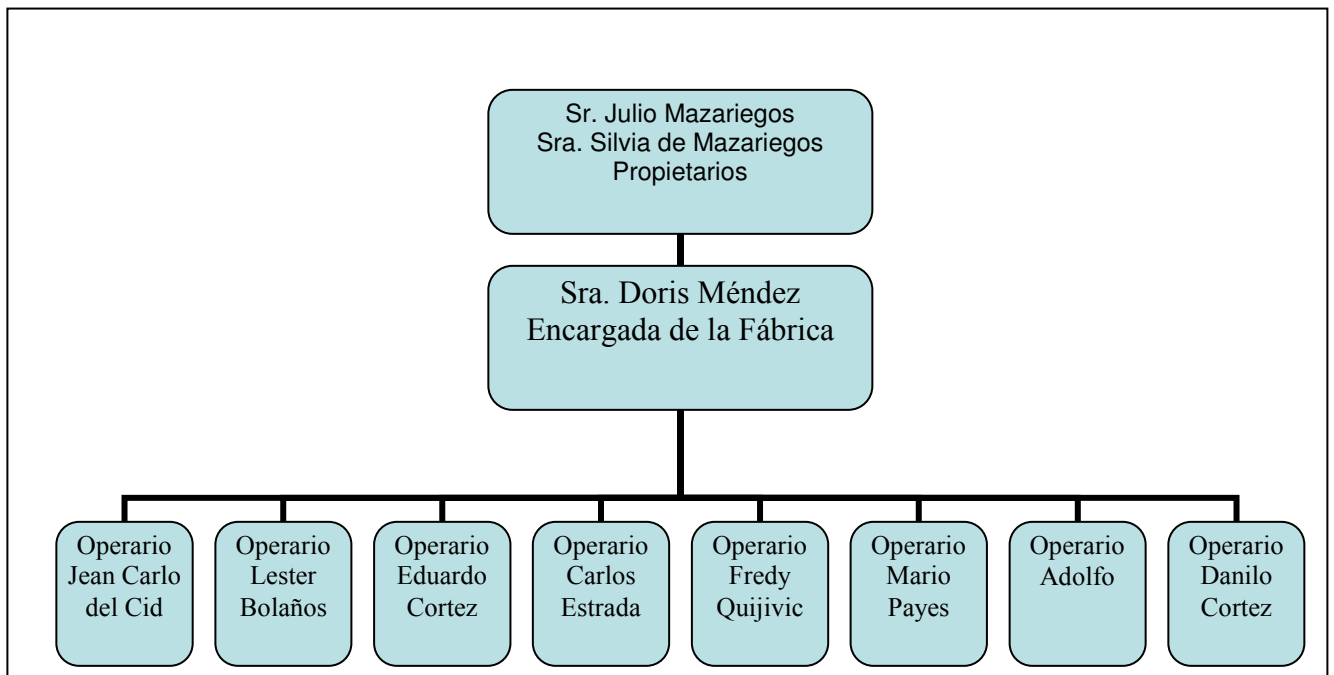 Sr. Julio Mazariegos
Sra. Silvia de Mazariegos
Propietarios
Sra. Doris Méndez
Encargada de la Fábrica
Operario
Jean Carlo
del Cid
Operario
Lester
Bolaños
Operario
Eduardo
Cortez
Operario
Carlos
Estrada
Operario
Fredy
Quijivic
Operario
Mario
Payes
Operario
Adolfo
Operario
Danilo
Cortez